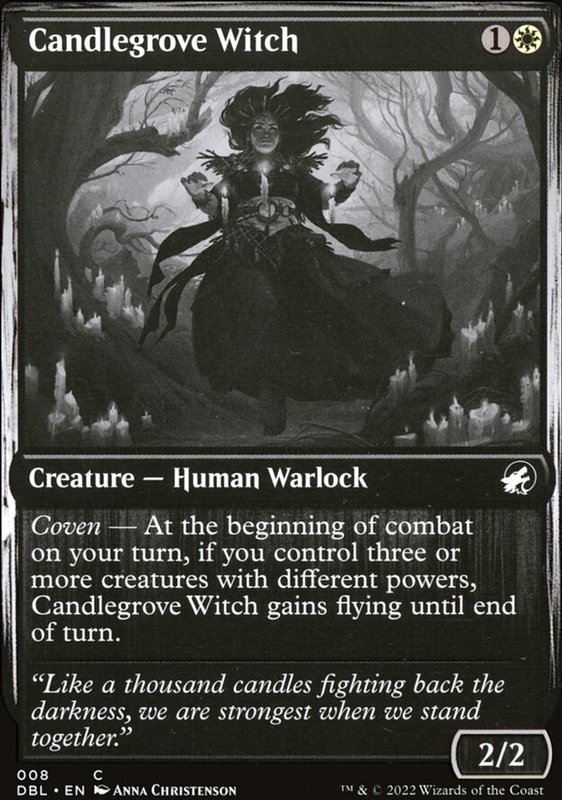 Candlegrove Witch 1
Creature — Human Warlock
Coven — At the beginning of combat
on your turn, if you control three or
more creatures with different powers,
Candlegrove Witch gains flying until end
of turn.
“Like a thousand candles fighting back the
darkness, we are strongest when we stand
together.”
2/2
008 C
DBL • EN Anna Christenson
™ & © 2022 Wizards of the Coast